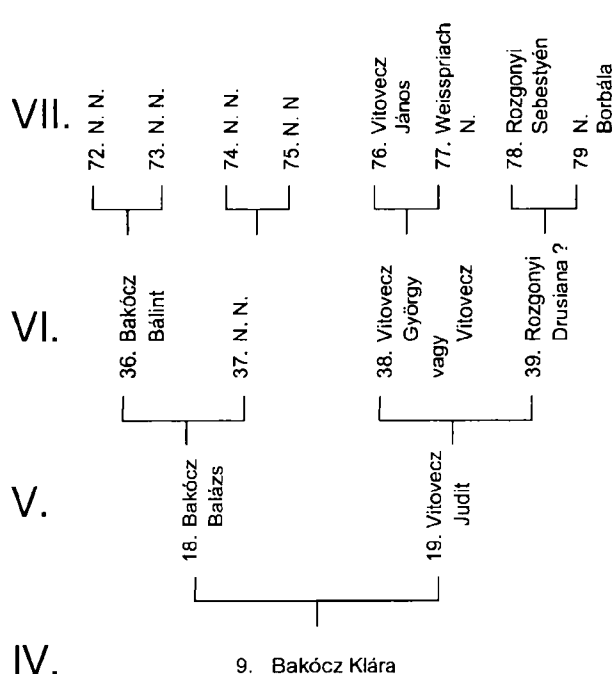 VII.
72. N. N.
73. N. N.
74. N. N.
75. N. N
76. Vitovecz
János
77. Weisspriach
N.
78. Rozgonyi
Sebestyén
79 N.
Borbála
VI.
36. Bakócz
Bálint
37. N. N.
38. Vitovecz
György
vagy
Vitovecz
39. Rozgonyi
Drusiana ?
V.
18. Bakócz
Balázs
19. Vitovecz
Judit
IV.
9. Bakócz Klára